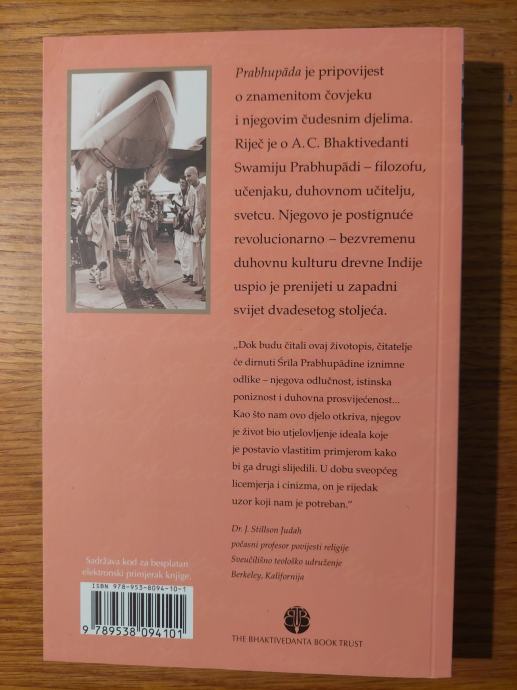 Prabhupāda je pripovijest
o znamenitom čovjeku
i njegovim čudesnim djelima.
Riječ je o A. C. Bhaktivedanti
Swamiju Prabhupādi – filozofu,
učenjaku, duhovnom učitelju,
svetcu. Njegovo je postignuće
revolucionarno – bezvremenu
duhovnu kulturu drevne Indije
uspio je prenijeti u zapadni
svijet dvadesetog stoljeća.
„Dok budu čitali ovaj životopis, čitatelje
će dirnuti Śrīla Prabhupādine iznimne
odlike – njegova odlučnost, istinska
poniznost i duhovna prosvijećenost...
Kao što nam ovo djelo otkriva, njegov
je život bio utjelovljenje ideala koje
je postavio vlastitim primjerom kako
bi ga drugi slijedili. U dobu sveopćeg
licemjerja i cinizma, on je rijedak
uzor koji nam je potreban.“
Dr. J. Stillson Judah
počasni profesor povijesti religije
Sveučilišno teološko udruženje
Berkeley, Kalifornija
Sadržava kod za besplatan
elektronski primjerak knjige.
ISBN 978-953-8094-10-1
9 789538 094101
THE BHAKTIVEDANTA BOOK TRUST